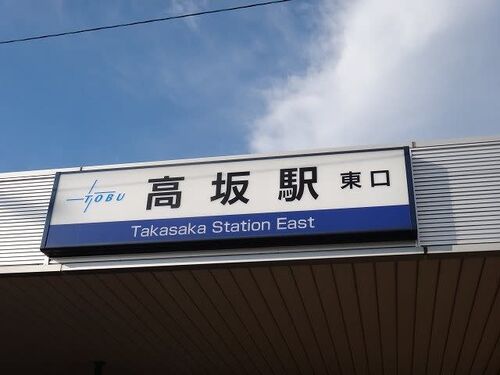 TOBU 高坂駅 東口
Takasaka Station East